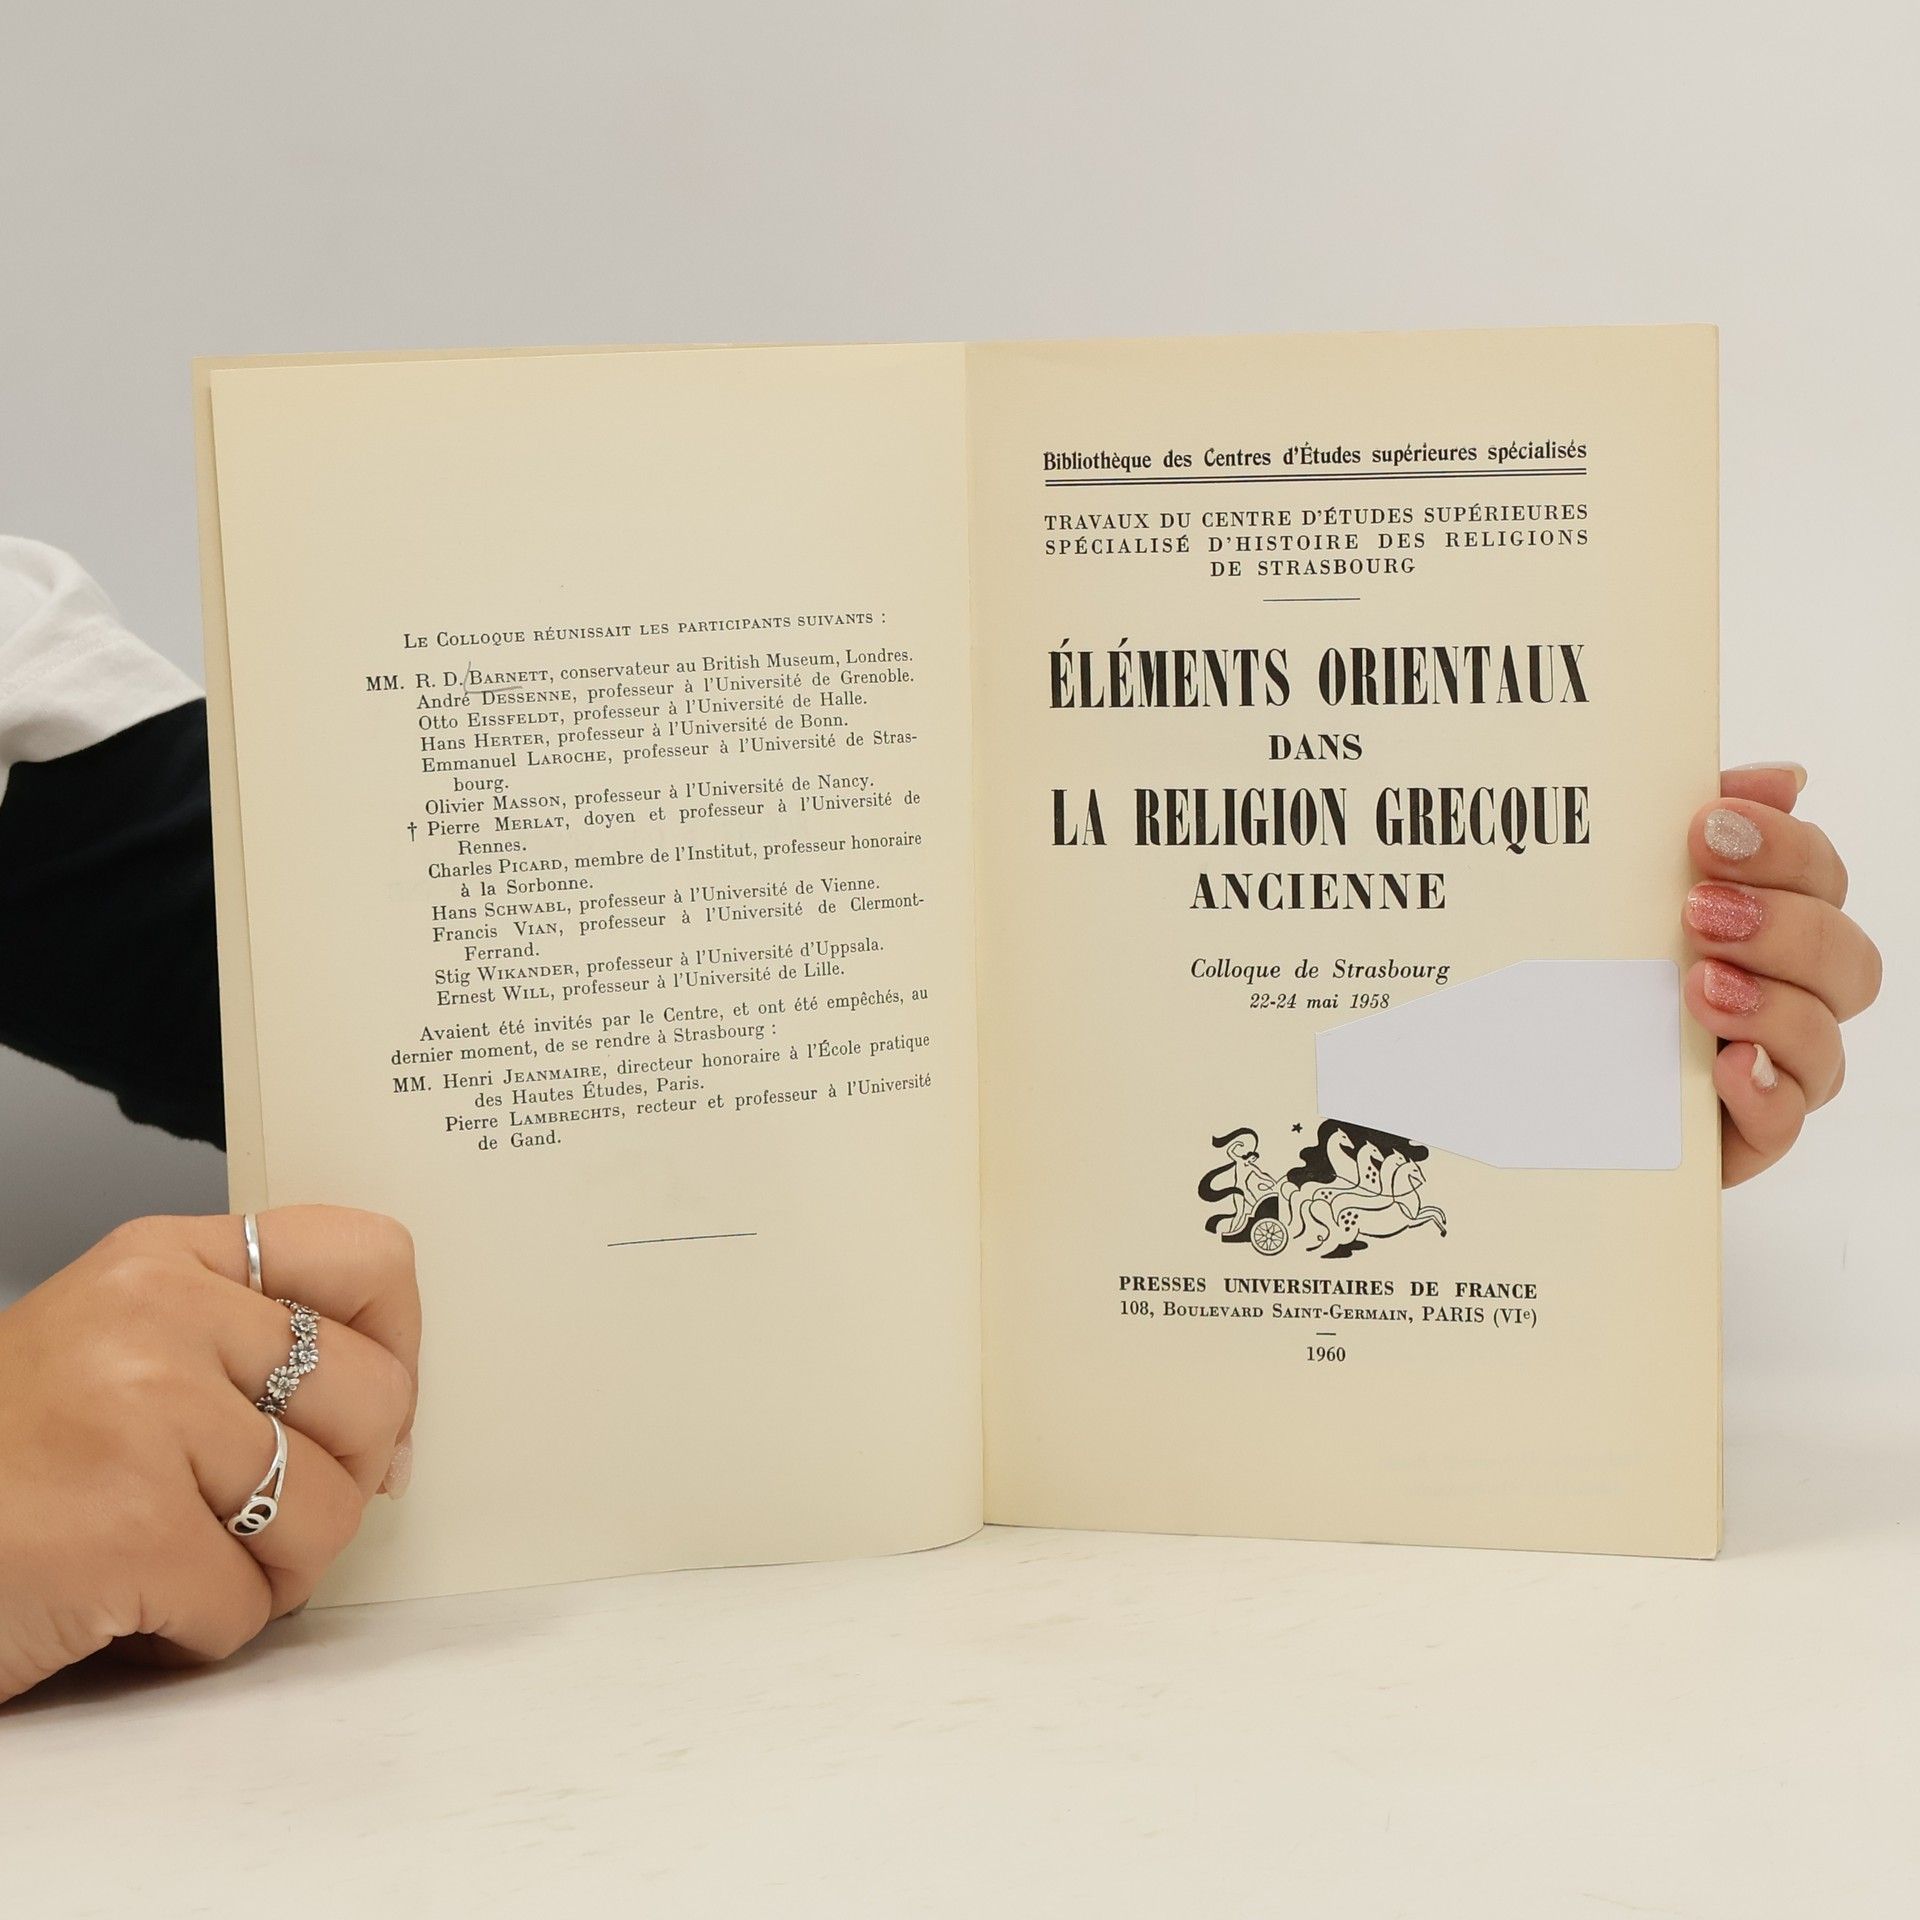 Le Colloque réunissait les participants suivants :
MM. R. D. Barnett, conservateur au British Museum, Londres.
André Dessenne, professeur à l'Université de Grenoble.
Otto Eissfeldt, professeur à l'Université de Halle.
Hans Herter, professeur à l'Université de Bonn.
Emmanuel Laroche, professeur à l'Université de Stras-
bourg.
Olivier Masson, professeur à l'Université de Nancy.
† Pierre Merlat, doyen et professeur à l'Université de
Rennes.
Charles Picard, membre de l'Institut, professeur honoraire
à la Sorbonne.
Hans Schwabl, professeur à l'Université de Vienne.
Francis Vian, professeur à l'Université de Clermont-
Ferrand.
Stig Wikander, professeur à l'Université d'Uppsala.
Ernest Will, professeur à l'Université de Lille.
Avaient été invités par le Centre, et ont été empêchés, au
dernier moment, de se rendre à Strasbourg :
MM. Henri Jeanmaire, directeur honoraire à l'École pratique
des Hautes Études, Paris.
Pierre Lambrechts, recteur et professeur à l'Université
de Gand.
Bibliothèque des Centres d'Études supérieures spécialisés
TRAVAUX DU CENTRE D'ÉTUDES SUPÉRIEURES
SPÉCIALISÉ D'HISTOIRE DES RELIGIONS
DE STRASBOURG
ÉLÉMENTS ORIENTAUX
DANS
LA RELIGION GRECQUE
ANCIENNE
Colloque de Strasbourg
22-24 mai 1958
PRESSES UNIVERSITAIRES DE FRANCE
108, Boulevard Saint-Germain, PARIS (VIe)
1960